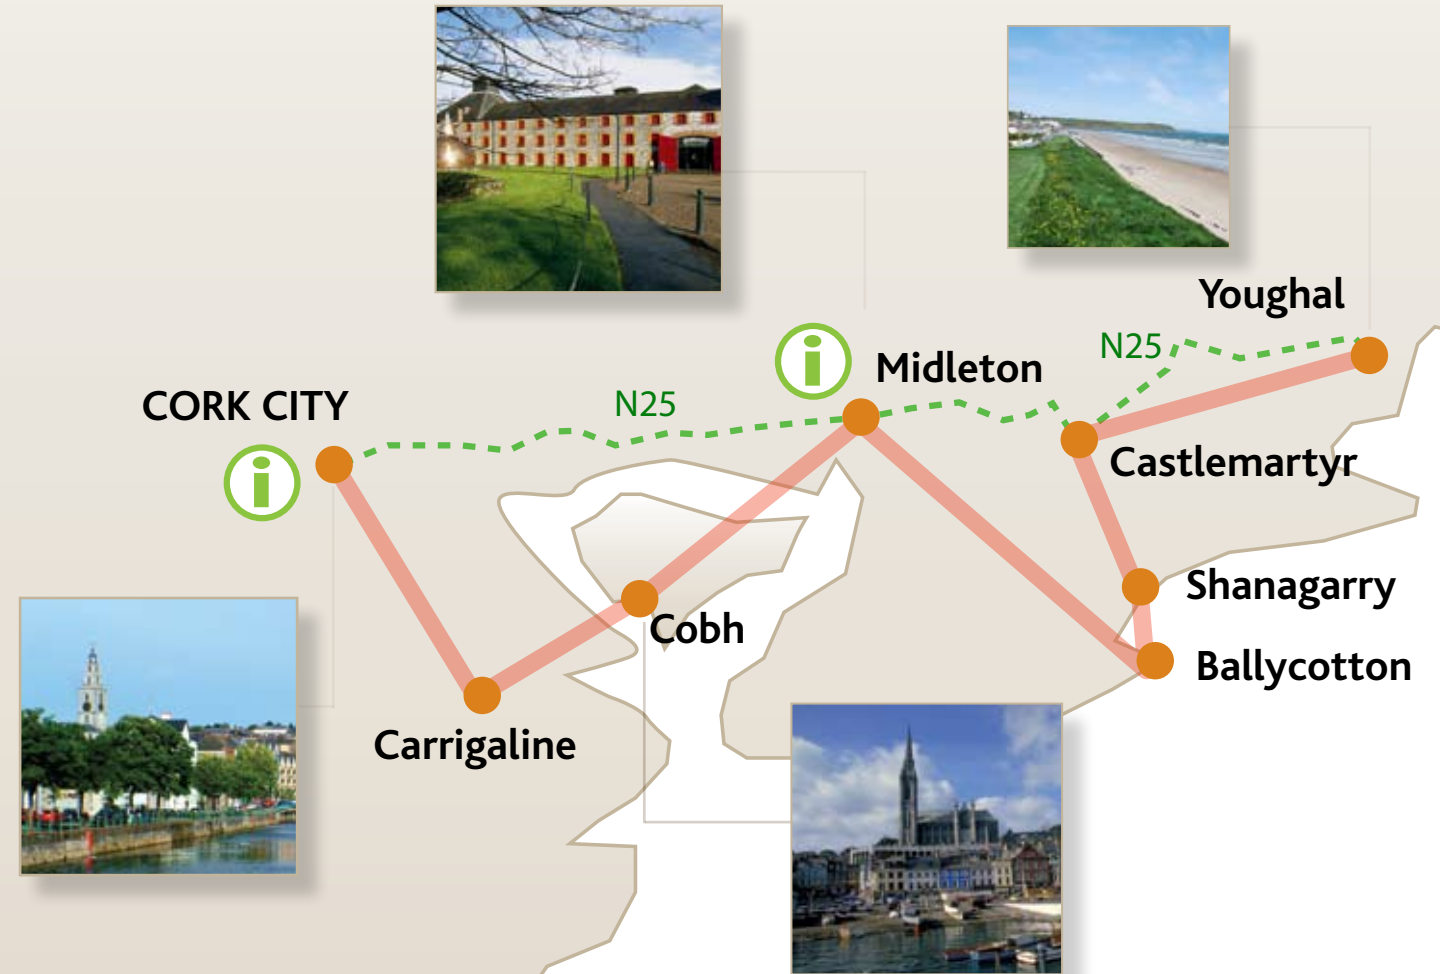 Youghal
N25
Midleton
CORK CITY
N25
Castlemartyr
Shanagarry
Cobh
Ballycotton
Carrigaline